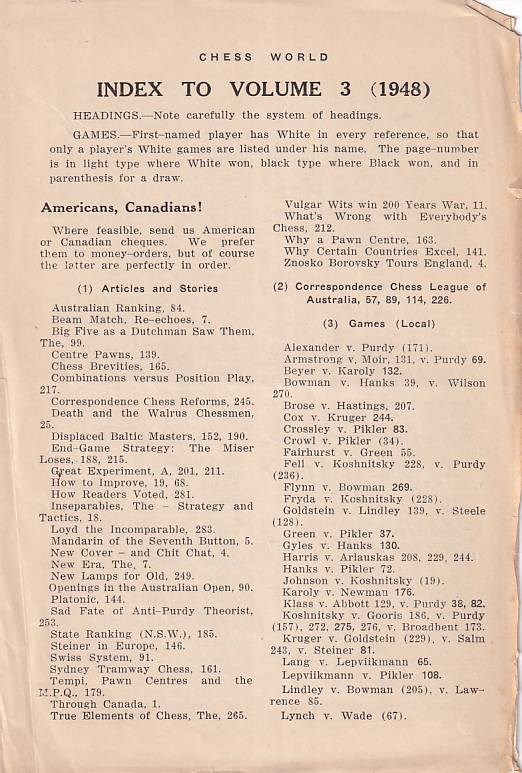 CHESS WORLD
INDEX TO VOLUME 3 (1948)
HEADINGS.—Note carefully the system of headings.
GAMES.—First-named player has White in every reference, so that
only a player's White games are listed under his name. The page-number
is in light type where White won, black type where Black won, and in
parenthesis for a draw.
Americans, Canadians!
Where feasible, send us American
or Canadian cheques. We prefer
them to money-orders, but of course
the latter are perfectly in order.
(1) Articles and Stories
Australian Ranking, 84.
Beam Match, Re-echoes, 7.
Big Five as a Dutchman Saw Them,
The, 99.
Centre Pawns, 139.
Chess Brevities, 165.
Combinations versus Position Play,
217.
Correspondence Chess Reforms, 245.
Death and the Walrus Chessmen,
25.
Displaced Baltic Masters, 152, 190.
End-Game Strategy: The Miser
Loses, 188, 215.
Great Experiment, A, 201, 211.
How to Improve, 19, 68.
How Readers Voted, 281.
Inseparabies, The – Strategy and
Tactics, 18.
Loyd the Incomparable, 283.
Mandarin of the Seventh Button, 5.
New Cover – and Chit Chat, 4.
New Era, The, 7.
New Lamps for Old, 249.
Openings in the Australian Open, 90.
Platonic, 144.
Sad Fate of Anti-Purdy Theorist,
253.
State Ranking (N.S.W.), 185.
Steiner in Europe, 146.
Swiss System, 91.
Sydney Tramway Chess, 161.
Tempi, Pawn Centres and the
M.P.Q., 179.
Through Canada, 1.
True Elements of Chess, The, 265.
Vulgar Wits win 200 Years War, 11.
What's Wrong with Everybody's
Chess, 212.
Why a Pawn Centre, 163.
Why Certain Countries Excel, 141.
Znosko Borovsky Tours England, 4.
(2) Correspondence Chess League of
Australia, 57, 89, 114, 226.
(3) Games (Local)
Alexander v. Purdy (171).
Armstrong v. Moir, 131, v. Purdy 69.
Beyer v. Karoly 132.
Bowman v. Hanks 39, v. Wilson
270.
Brose v. Hastings, 207.
Cox v. Kruger 244.
Crossley v. Pikler 83.
Crowl v. Pikler (34).
Fairhurst v. Green 55.
Fell v. Koshnitsky 228, v. Purdy
(236).
Flynn v. Bowman 269.
Fryda v. Koshnitsky (228).
Goldstein v. Lindley 139, v. Steele
(128).
Green v. Pikler 37.
Gyles v. Hanks 130.
Harris v. Arlauskas 208, 229, 244.
Hanks v. Pikler 72.
Johnson v. Koshnitsky (19).
Karoly v. Newman 176.
Klass v. Abbott 129, v. Purdy 38, 82.
Koshnitsky v. Gooris 186, v. Purdy
(157), 272, 275, 276, v. Broadbent 173.
Kruger v. Goldstein (229), v. Salm
243, v. Steiner 81.
Lang v. Lepviikmann 65.
Lepviikmann v. Pikler 108.
Lindley v. Bowman (205), v. Law-
rence 85.
Lynch v. Wade (67).